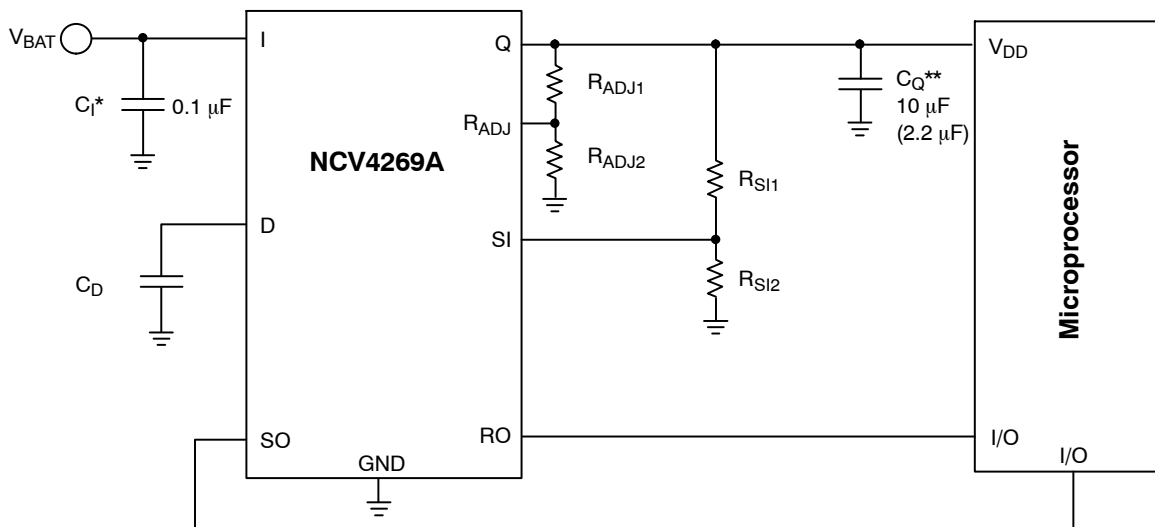 V_BAT
I
Q
V_DD
C_I*
0.1 μF
R_ADJ1
C_Q**
10 μF
(2.2 μF)
R_ADJ
NCV4269A
R_ADJ2
R_SI1
D
SI
C_D
R_SI2
Microprocessor
SO
RO
I/O
GND
I/O